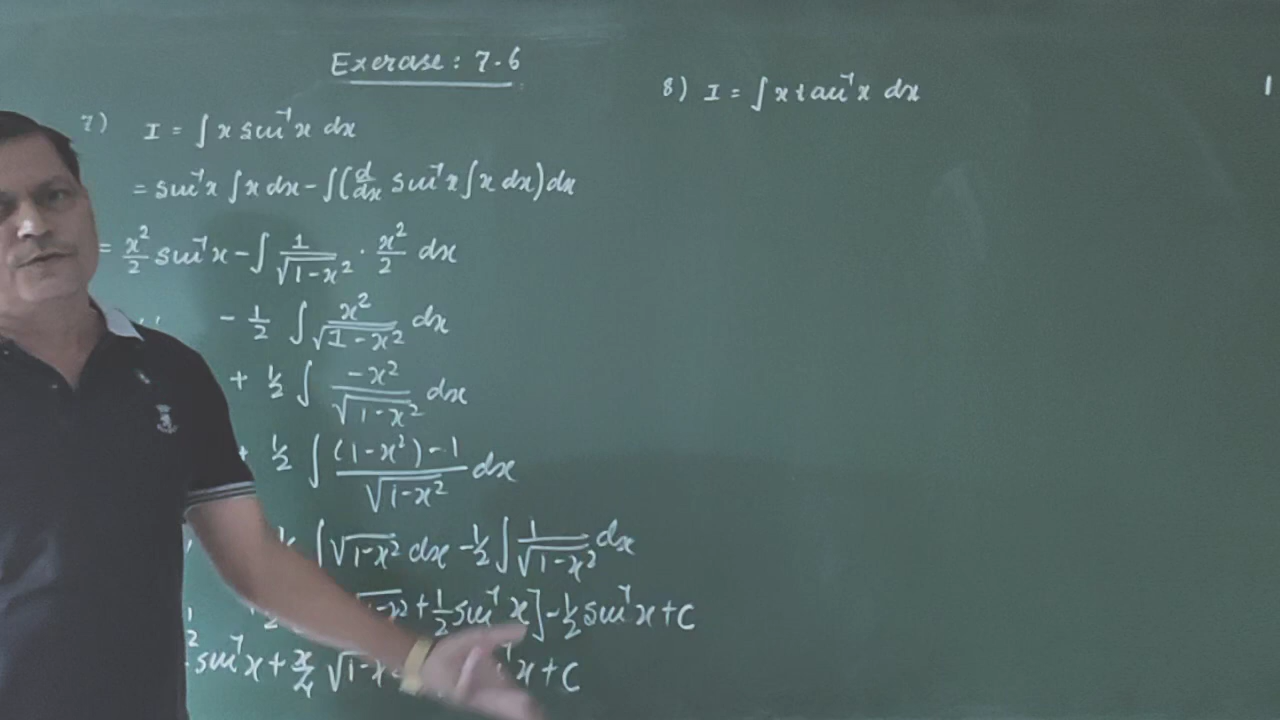 Exercise : 7.6
7) I = ∫ x sin⁻¹x dx
= sin⁻¹x ∫ x dx - ∫ (d/dx sin⁻¹x ∫ x dx) dx
= x²/2 sin⁻¹x - ∫ 1/√(1-x²) · x²/2 dx
- 1/2 ∫ x²/√(1-x²) dx
+ 1/2 ∫ -x²/√(1-x²) dx
+ 1/2 ∫ ((1-x²)-1)/√(1-x²) dx
∫ √(1-x²) dx - 1/2 ∫ 1/√(1-x²) dx
+ 1/2 sin⁻¹x] - 1/2 sin⁻¹x + C
sin⁻¹x + x/4 √(1-x x + C
8) I = ∫ x tan⁻¹x dx